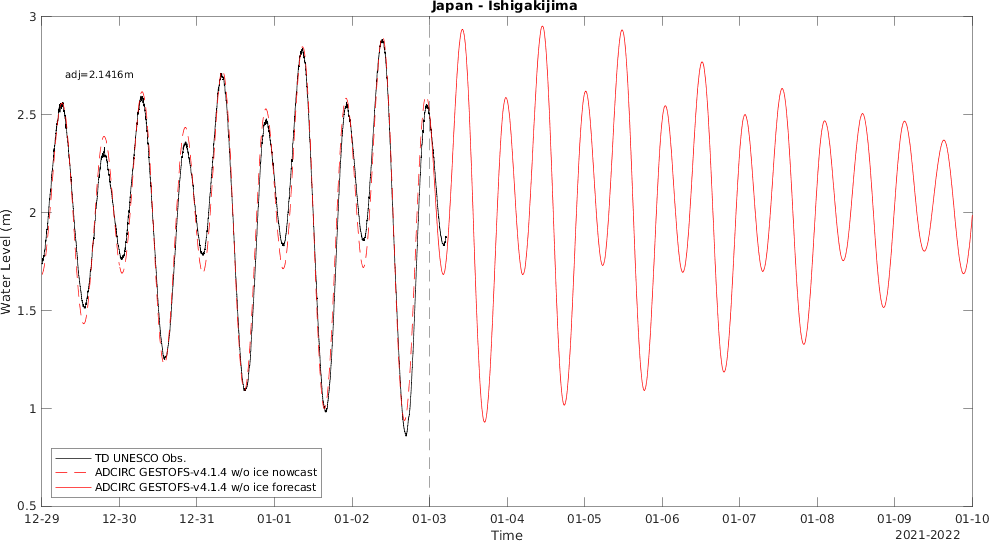 Japan - Ishigakijima
3
adj=2.1416m
2.5
2
Water Level (m)
1.5
1
TD UNESCO Obs.
ADCIRC GESTOFS-v4.1.4 w/o ice nowcast
ADCIRC GESTOFS-v4.1.4 w/o ice forecast
0.5
12-29 12-30 12-31 01-01 01-02 01-03 01-04 01-05 01-06 01-07 01-08 01-09 01-10
Time
2021-2022